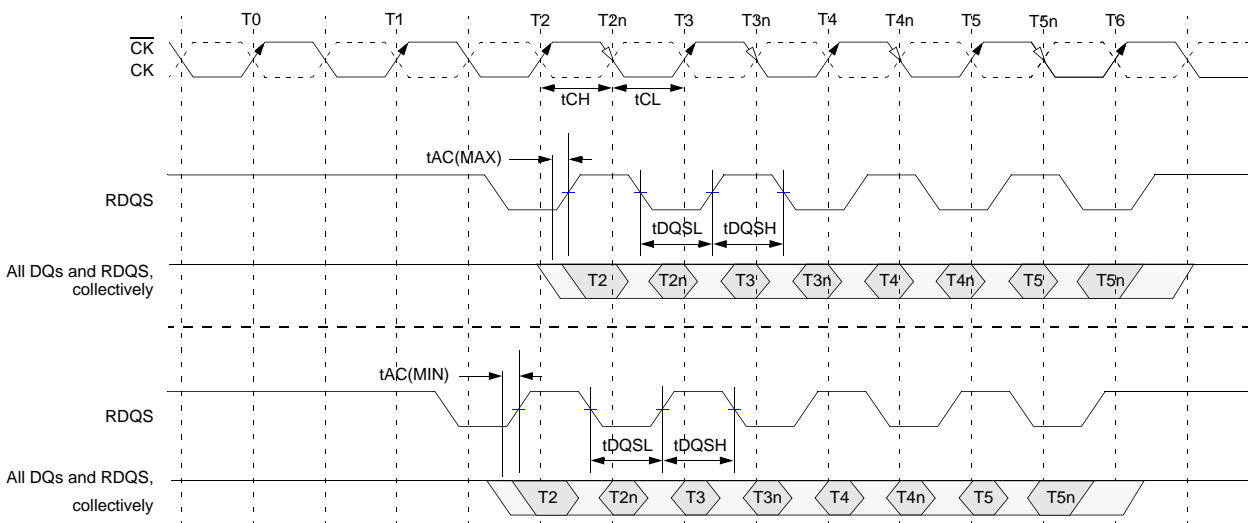 T0 T1 T2 T2n T3 T3n T4 T4n T5 T5n T6
CK
CK
tCH tCL
tAC(MAX)
RDQS
tDQSL tDQSH
All DQs and RDQS,
collectively
T2 T2n T3 T3n T4 T4n T5 T5n
tAC(MIN)
RDQS
tDQSL tDQSH
All DQs and RDQS,
collectively
T2 T2n T3 T3n T4 T4n T5 T5n